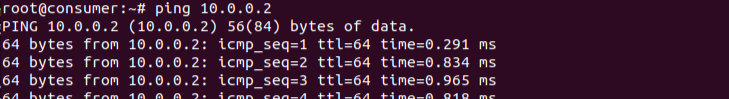 root@consumer:~# ping 10.0.0.2
PING 10.0.0.2 (10.0.0.2) 56(84) bytes of data.
64 bytes from 10.0.0.2: icmp_seq=1 ttl=64 time=0.291 ms
64 bytes from 10.0.0.2: icmp_seq=2 ttl=64 time=0.834 ms
64 bytes from 10.0.0.2: icmp_seq=3 ttl=64 time=0.965 ms
64 bytes from 10.0.0.2: icmp_seq=4 ttl=64 time=0.818 ms